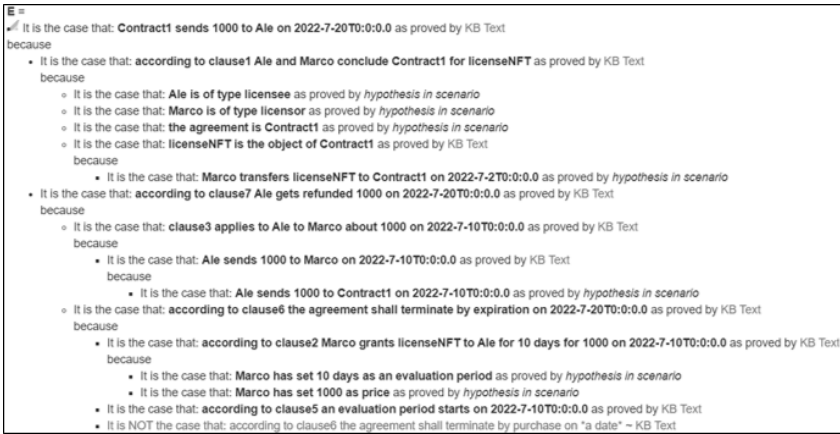 E =
It is the case that: Contract1 sends 1000 to Ale on 2022-7-20T0:0:0.0 as proved by KB Text
because
• It is the case that: according to clause1 Ale and Marco conclude Contract1 for licenseNFT as proved by KB Text
because
◦ It is the case that: Ale is of type licensee as proved by hypothesis in scenario
◦ It is the case that: Marco is of type licensor as proved by hypothesis in scenario
◦ It is the case that: the agreement is Contract1 as proved by hypothesis in scenario
◦ It is the case that: licenseNFT is the object of Contract1 as proved by KB Text
because
▪ It is the case that: Marco transfers licenseNFT to Contract1 on 2022-7-2T0:0:0.0 as proved by hypothesis in scenario
• It is the case that: according to clause7 Ale gets refunded 1000 on 2022-7-20T0:0:0.0 as proved by KB Text
because
◦ It is the case that: clause3 applies to Ale to Marco about 1000 on 2022-7-10T0:0:0.0 as proved by KB Text
because
▪ It is the case that: Ale sends 1000 to Marco on 2022-7-10T0:0:0.0 as proved by KB Text
because
▪ It is the case that: Ale sends 1000 to Contract1 on 2022-7-10T0:0:0.0 as proved by hypothesis in scenario
◦ It is the case that: according to clause6 the agreement shall terminate by expiration on 2022-7-20T0:0:0.0 as proved by KB Text
because
▪ It is the case that: according to clause2 Marco grants licenseNFT to Ale for 10 days for 1000 on 2022-7-10T0:0:0.0 as proved by KB Text
because
▪ It is the case that: Marco has set 10 days as an evaluation period as proved by hypothesis in scenario
▪ It is the case that: Marco has set 1000 as price as proved by hypothesis in scenario
▪ It is the case that: according to clause5 an evaluation period starts on 2022-7-10T0:0:0.0 as proved by KB Text
▪ It is NOT the case that: according to clause6 the agreement shall terminate by purchase on *a date* ~ KB Text